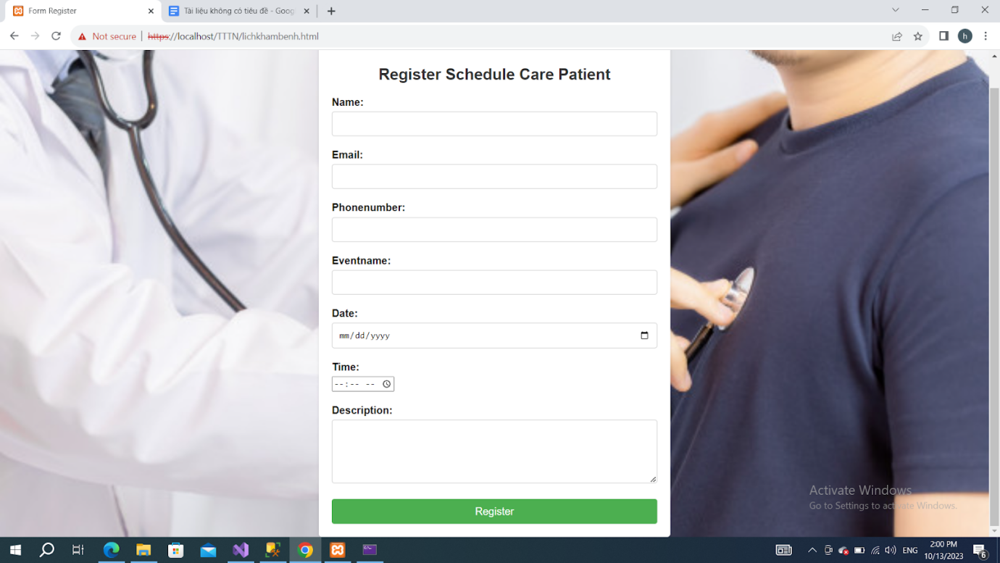 Form Register
Tài liệu không có tiêu đề - Goog
Not secure | https://localhost/TTTN/lichkhambenh.html
h
Register Schedule Care Patient
Name:
Email:
Phonenumber:
Eventname:
Date:
mm/dd/yyyy
Time:
--:-- --
Description:
Register
Activate Windows
Go to Settings to activate Windows.
ENG
2:00 PM
10/13/2023
6